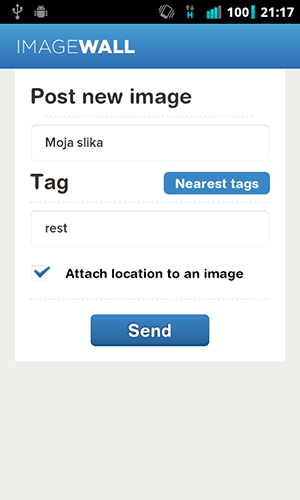 H 100 21:17
IMAGEWALL
Post new image
Moja slika
Tag
Nearest tags
rest
Attach location to an image
Send